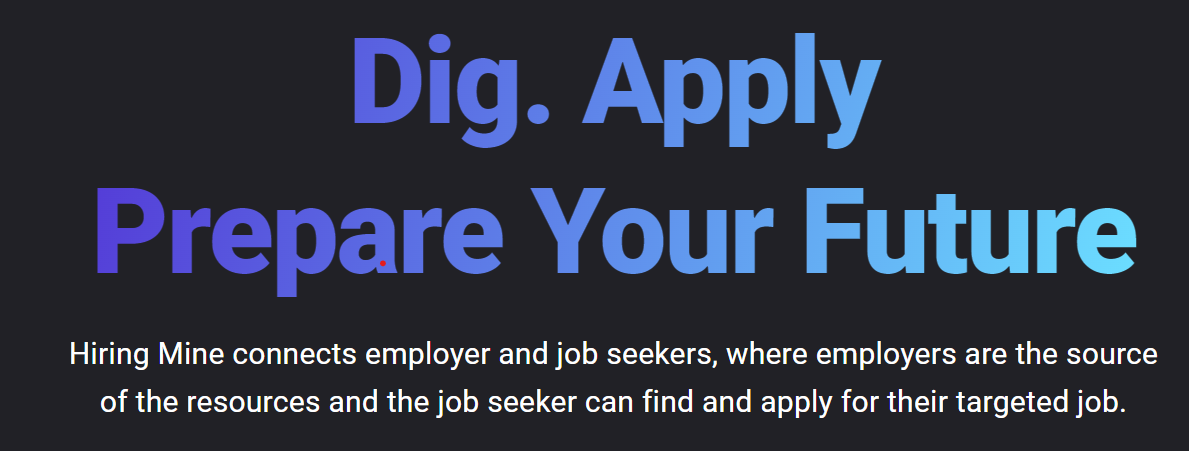 Dig. Apply
Prepare Your Future
Hiring Mine connects employer and job seekers, where employers are the source
of the resources and the job seeker can find and apply for their targeted job.